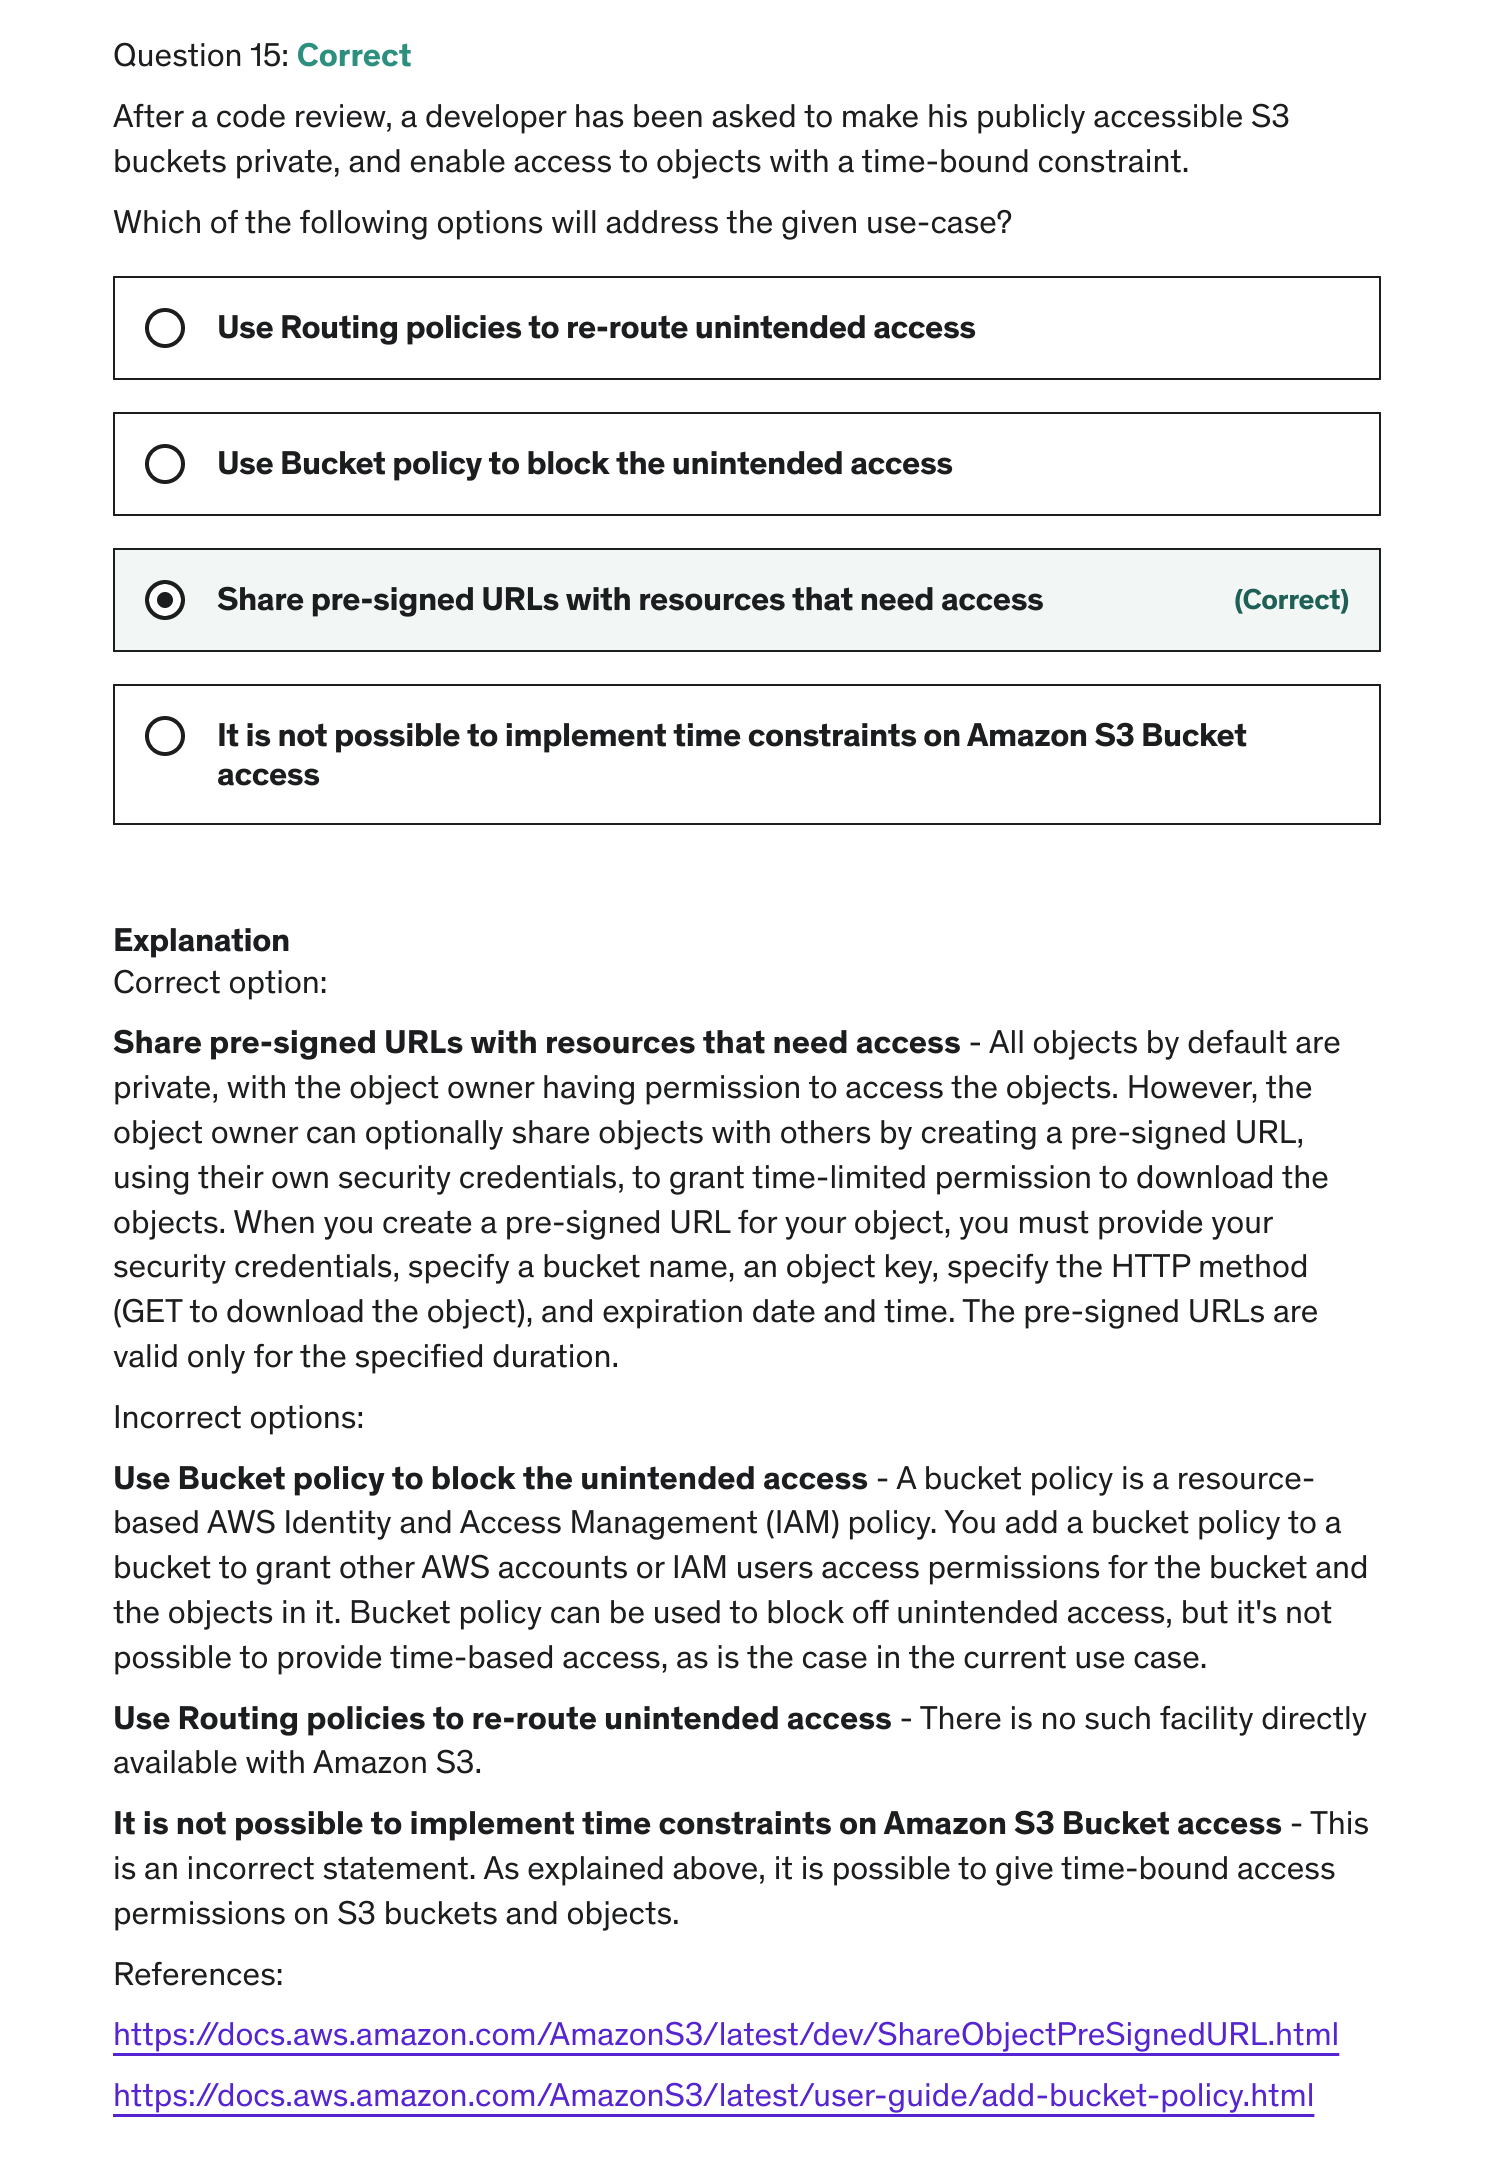 Question 15: Correct
After a code review, a developer has been asked to make his publicly accessible S3
buckets private, and enable access to objects with a time-bound constraint.
Which of the following options will address the given use-case?
Use Routing policies to re-route unintended access
Use Bucket policy to block the unintended access
Share pre-signed URLs with resources that need access (Correct)
It is not possible to implement time constraints on Amazon S3 Bucket
access
Explanation
Correct option:
Share pre-signed URLs with resources that need access - All objects by default are
private, with the object owner having permission to access the objects. However, the
object owner can optionally share objects with others by creating a pre-signed URL,
using their own security credentials, to grant time-limited permission to download the
objects. When you create a pre-signed URL for your object, you must provide your
security credentials, specify a bucket name, an object key, specify the HTTP method
(GET to download the object), and expiration date and time. The pre-signed URLs are
valid only for the specified duration.
Incorrect options:
Use Bucket policy to block the unintended access - A bucket policy is a resource-
based AWS Identity and Access Management (IAM) policy. You add a bucket policy to a
bucket to grant other AWS accounts or IAM users access permissions for the bucket and
the objects in it. Bucket policy can be used to block off unintended access, but it's not
possible to provide time-based access, as is the case in the current use case.
Use Routing policies to re-route unintended access - There is no such facility directly
available with Amazon S3.
It is not possible to implement time constraints on Amazon S3 Bucket access - This
is an incorrect statement. As explained above, it is possible to give time-bound access
permissions on S3 buckets and objects.
References:
https://docs.aws.amazon.com/AmazonS3/latest/dev/ShareObjectPreSignedURL.html
https://docs.aws.amazon.com/AmazonS3/latest/user-guide/add-bucket-policy.html